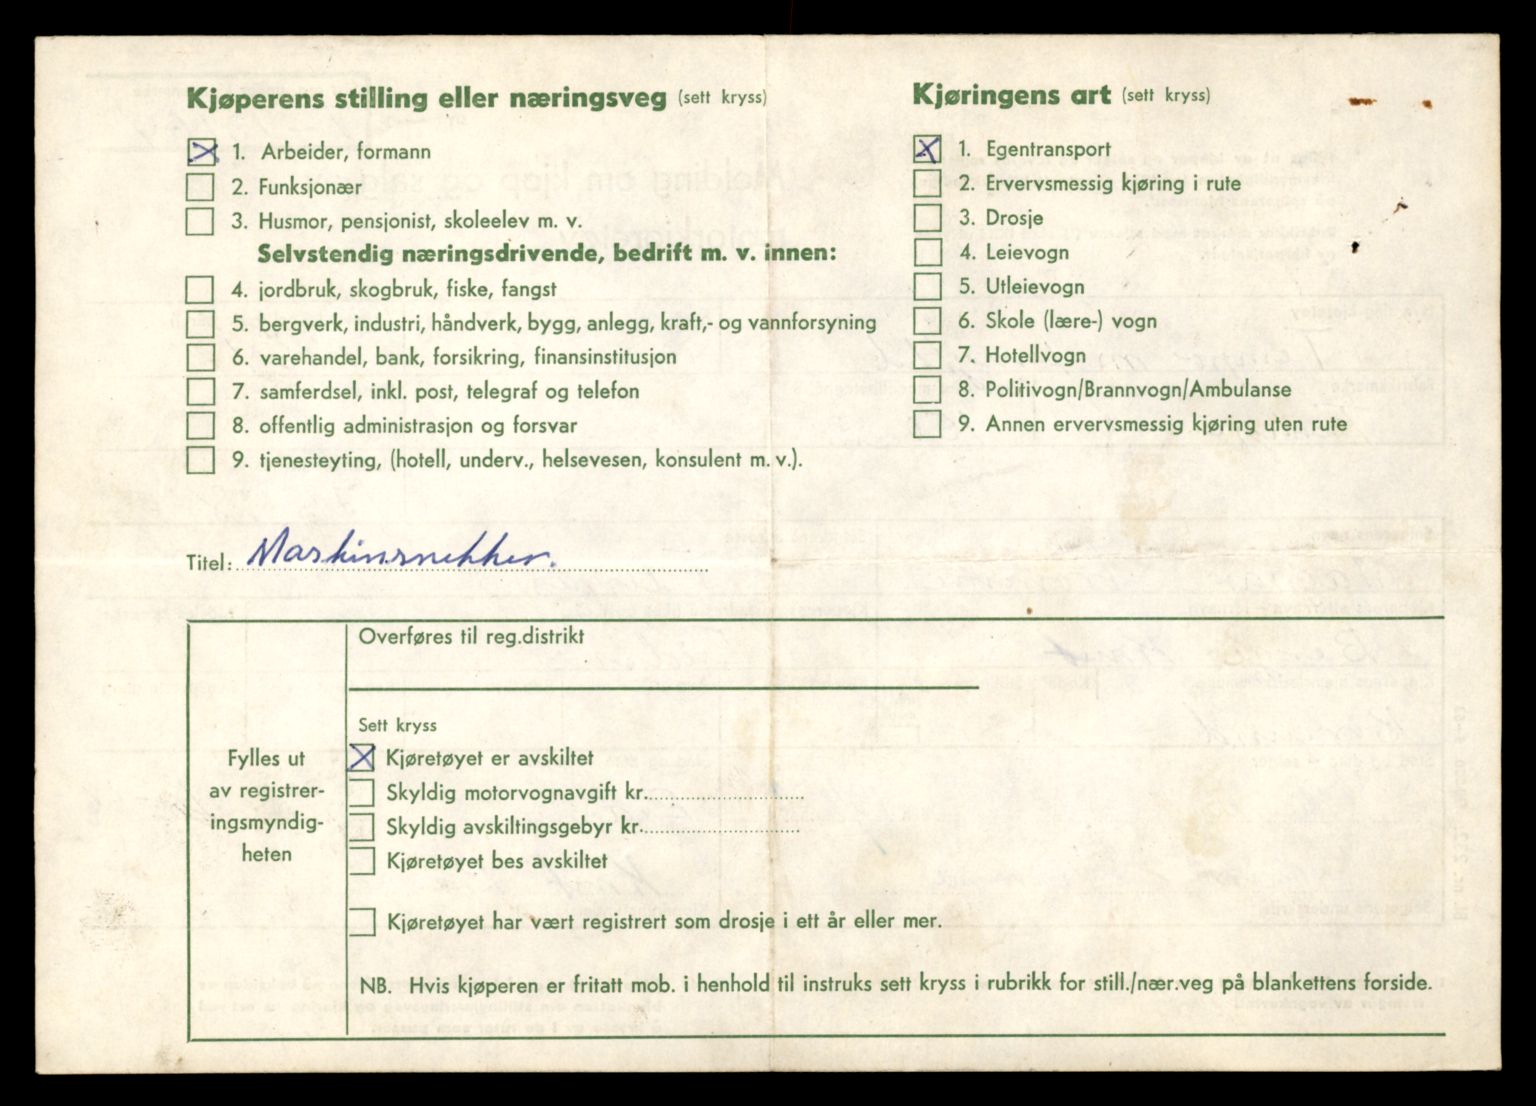 Kjøperens stilling eller næringsveg (sett kryss)
1. Arbeider, formann
2. Funksjonær
3. Husmor, pensjonist, skoleelev m. v.
Selvstendig næringsdrivende, bedrift m. v. innen:
4. jordbruk, skogbruk, fiske, fangst
5. bergverk, industri, håndverk, bygg, anlegg, kraft,- og vannforsyning
6. varehandel, bank, forsikring, finansinstitusjon
7. samferdsel, inkl. post, telegraf og telefon
8. offentlig administrasjon og forsvar
9. tjenesteyting, (hotell, underv., helsevesen, konsulent m. v.).
Kjøringens art (sett kryss)
1. Egentransport
2. Ervervsmessig kjøring i rute
3. Drosje
4. Leievogn
5. Utleievogn
6. Skole (lære-) vogn
7. Hotellvogn
8. Politivogn/Brannvogn/Ambulanse
9. Annen ervervsmessig kjøring uten rute
Titel: Maskinsnekker.
Fylles ut
av registrer-
ingsmyndig-
heten
Overføres til reg.distrikt
Sett kryss
Kjøretøyet er avskiltet
Skyldig motorvognavgift kr.
Skyldig avskiltingsgebyr kr.
Kjøretøyet bes avskiltet
Kjøretøyet har vært registrert som drosje i ett år eller mer.
NB. Hvis kjøperen er fritatt mob. i henhold til instruks sett kryss i rubrikk for still./nær.veg på blankettens forside.